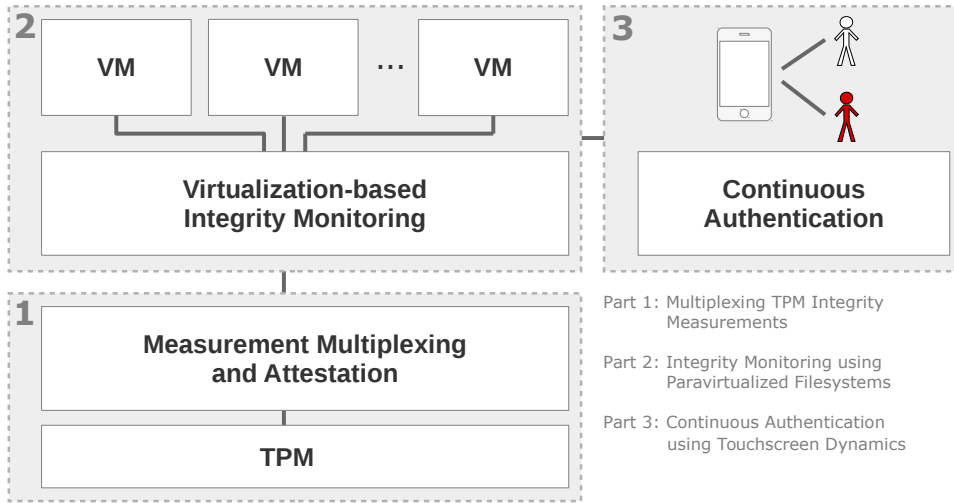 2
VM
VM
...
VM
Virtualization-based
Integrity Monitoring
3
Continuous
Authentication
1
Measurement Multiplexing
and Attestation
TPM
Part 1: Multiplexing TPM Integrity
Measurements
Part 2: Integrity Monitoring using
Paravirtualized Filesystems
Part 3: Continuous Authentication
using Touchscreen Dynamics